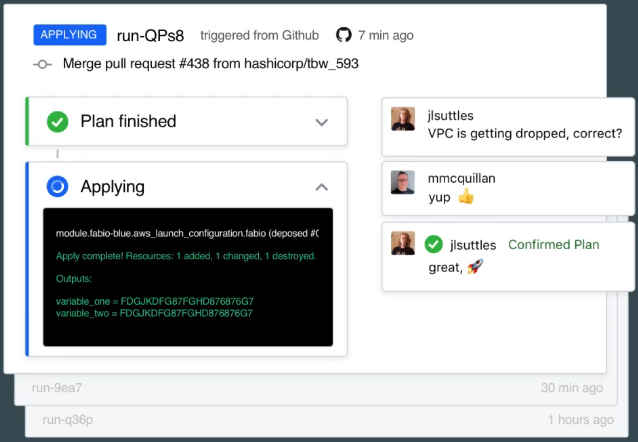 APPLYING run-QPs8 triggered from Github 7 min ago
Merge pull request #438 from hashicorp/tbw_593
Plan finished
Applying
module.fabio-blue.aws_launch_configuration.fabio (deposed #0
Apply complete! Resources: 1 added, 1 changed, 1 destroyed.
Outputs:
variable_one = FDGJKDFG87FGHD876876G7
variable_two = FDGJKDFG87FGHD876876G7
jlsuttles
VPC is getting dropped, correct?
mmcquillan
yup 👍
jlsuttles Confirmed Plan
great, 🚀
run-9ea7 30 min ago
run-q36p 1 hours ago